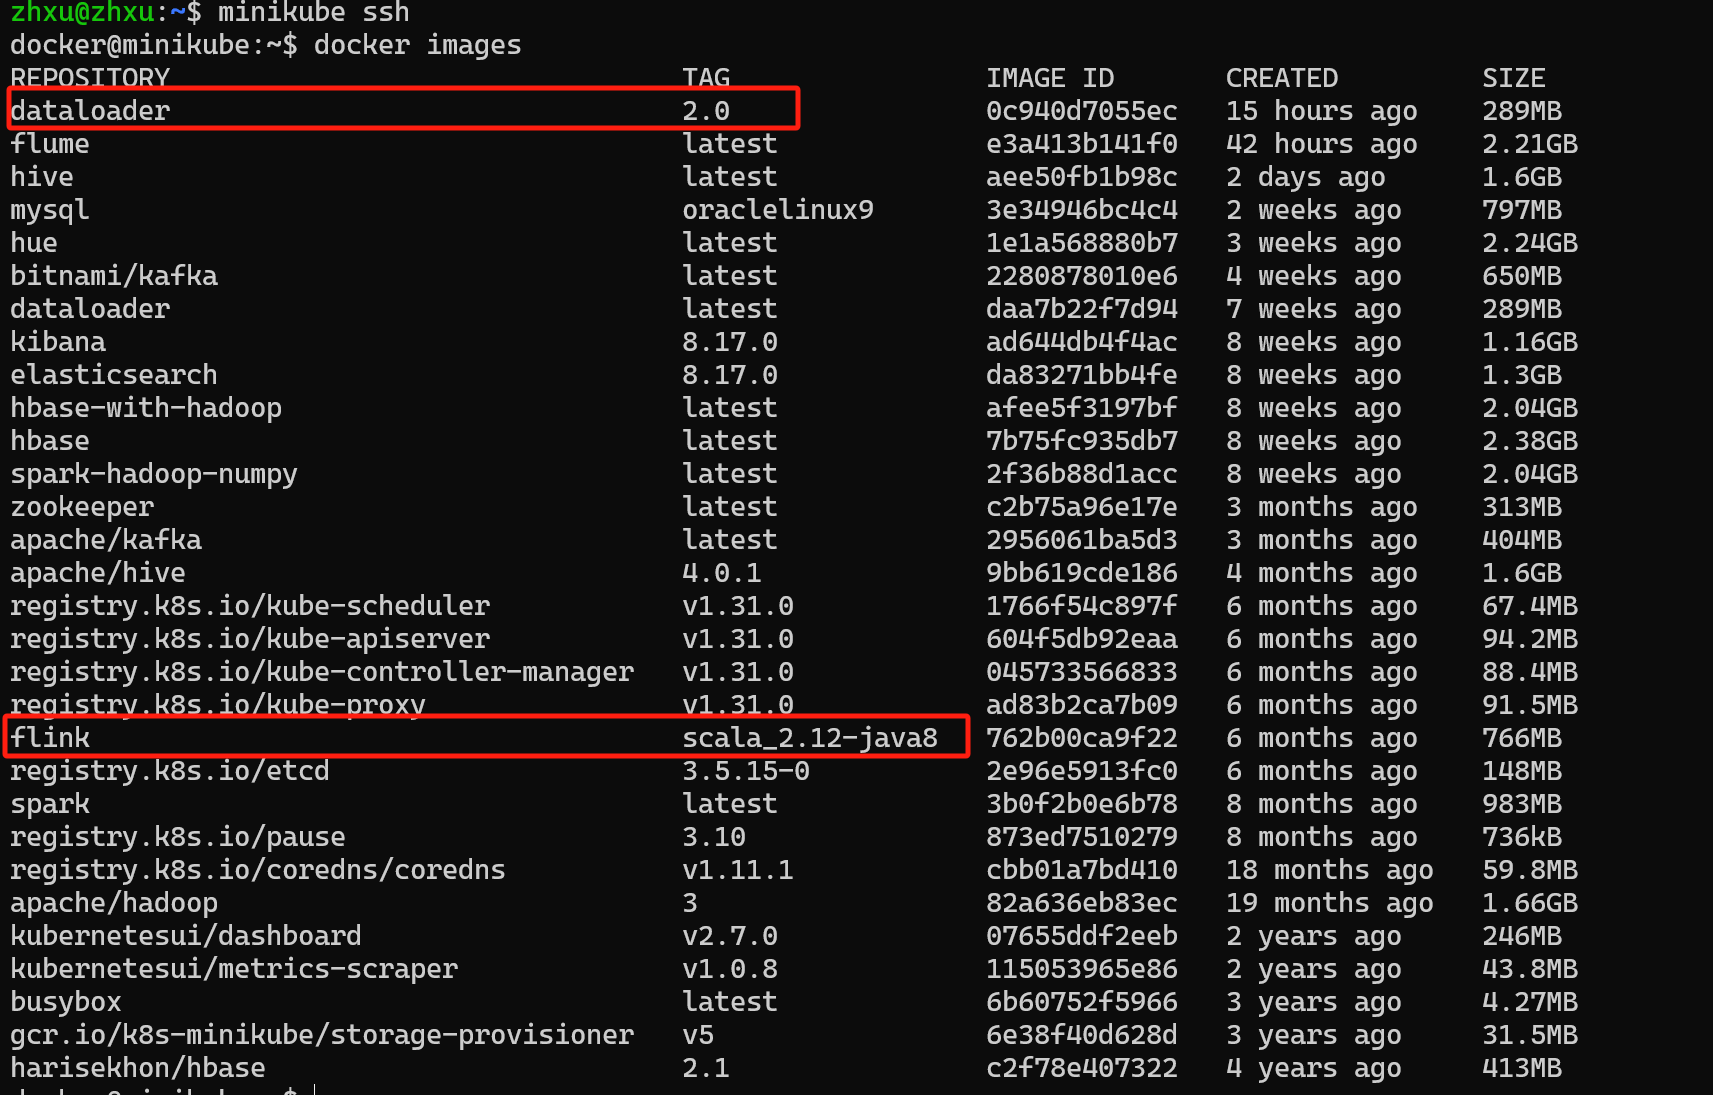 zhxu@zhxu:~$ minikube ssh
docker@minikube:~$ docker images
REPOSITORY TAG IMAGE ID CREATED SIZE
dataloader 2.0 0c940d7055ec 15 hours ago 289MB
flume latest e3a413b141f0 42 hours ago 2.21GB
hive latest aee50fb1b98c 2 days ago 1.6GB
mysql oraclelinux9 3e34946bc4c4 2 weeks ago 797MB
hue latest 1e1a568880b7 3 weeks ago 2.24GB
bitnami/kafka latest 2280878010e6 4 weeks ago 650MB
dataloader latest daa7b22f7d94 7 weeks ago 289MB
kibana 8.17.0 ad644db4f4ac 8 weeks ago 1.16GB
elasticsearch 8.17.0 da83271bb4fe 8 weeks ago 1.3GB
hbase-with-hadoop latest afee5f3197bf 8 weeks ago 2.04GB
hbase latest 7b75fc935db7 8 weeks ago 2.38GB
spark-hadoop-numpy latest 2f36b88d1acc 8 weeks ago 2.04GB
zookeeper latest c2b75a96e17e 3 months ago 313MB
apache/kafka latest 2956061ba5d3 3 months ago 404MB
apache/hive 4.0.1 9bb619cde186 4 months ago 1.6GB
registry.k8s.io/kube-scheduler v1.31.0 1766f54c897f 6 months ago 67.4MB
registry.k8s.io/kube-apiserver v1.31.0 604f5db92eaa 6 months ago 94.2MB
registry.k8s.io/kube-controller-manager v1.31.0 045733566833 6 months ago 88.4MB
registry.k8s.io/kube-proxy v1.31.0 ad83b2ca7b09 6 months ago 91.5MB
flink scala_2.12-java8 762b00ca9f22 6 months ago 766MB
registry.k8s.io/etcd 3.5.15-0 2e96e5913fc0 6 months ago 148MB
spark latest 3b0f2b0e6b78 8 months ago 983MB
registry.k8s.io/pause 3.10 873ed7510279 8 months ago 736kB
registry.k8s.io/coredns/coredns v1.11.1 cbb01a7bd410 18 months ago 59.8MB
apache/hadoop 3 82a636eb83ec 19 months ago 1.66GB
kubernetesui/dashboard v2.7.0 07655ddf2eeb 2 years ago 246MB
kubernetesui/metrics-scraper v1.0.8 115053965e86 2 years ago 43.8MB
busybox latest 6b60752f5966 3 years ago 4.27MB
gcr.io/k8s-minikube/storage-provisioner v5 6e38f40d628d 3 years ago 31.5MB
harisekhon/hbase 2.1 c2f78e407322 4 years ago 413MB